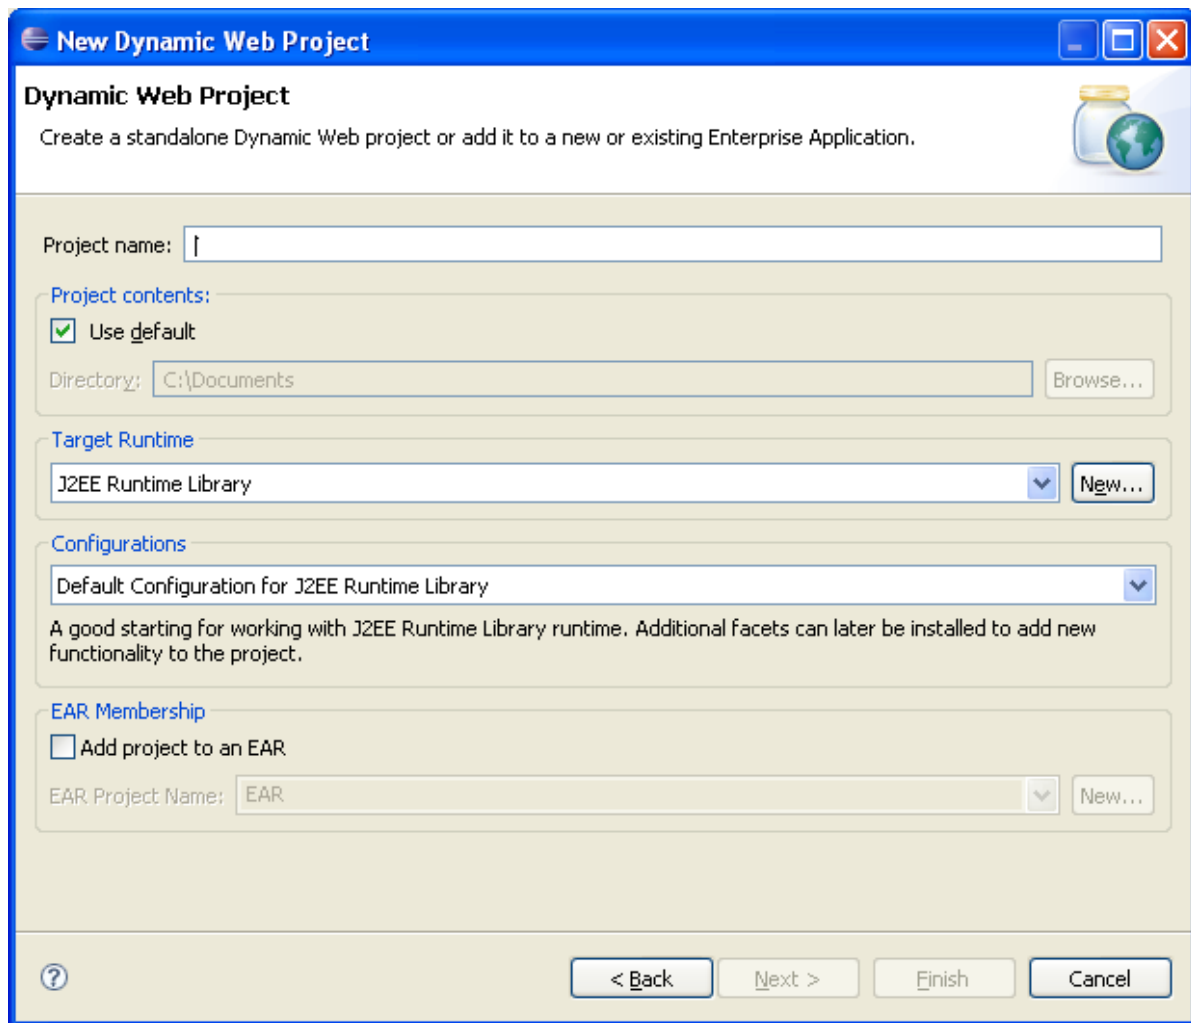 New Dynamic Web Project
Dynamic Web Project
Create a standalone Dynamic Web project or add it to a new or existing Enterprise Application.
Project name:
Project contents:
Use default
Directory: C:\Documents Browse...
Target Runtime
J2EE Runtime Library New...
Configurations
Default Configuration for J2EE Runtime Library
A good starting for working with J2EE Runtime Library runtime. Additional facets can later be installed to add new
functionality to the project.
EAR Membership
Add project to an EAR
EAR Project Name: EAR New...
? < Back Next > Finish Cancel